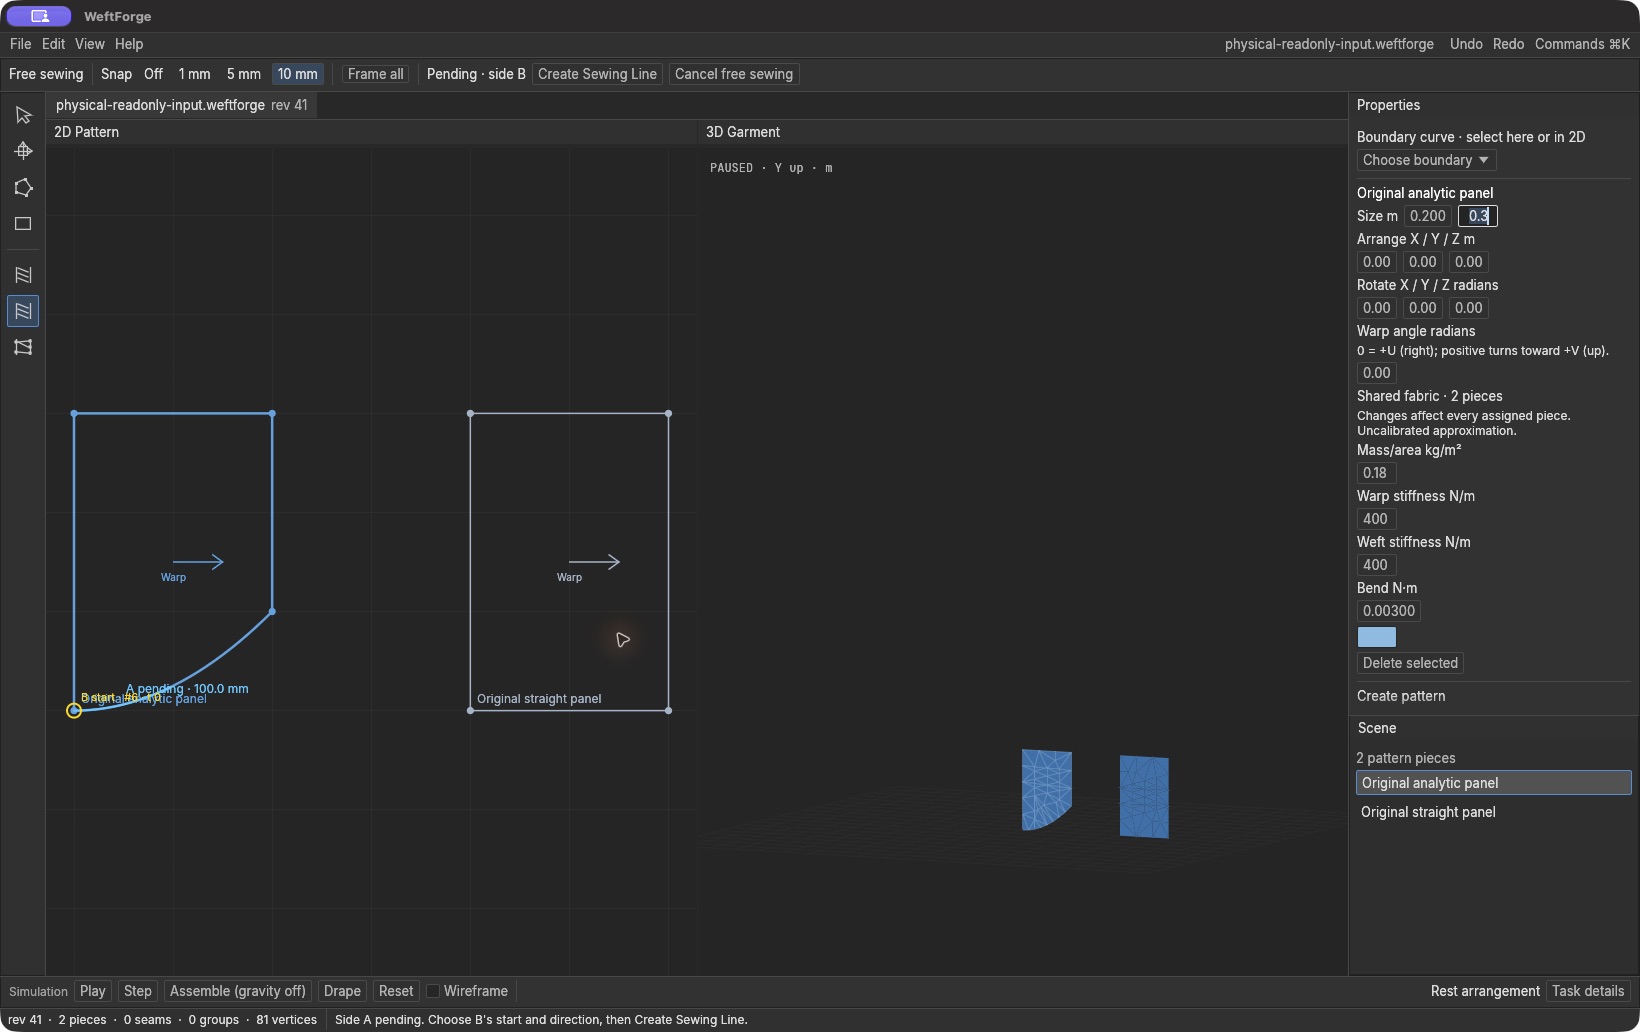 WeftForge
File Edit View Help
physical-readonly-input.weftforge Undo Redo Commands ⌘K
Free sewing Snap Off 1 mm 5 mm 10 mm Frame all Pending · side B Create Sewing Line Cancel free sewing
physical-readonly-input.weftforge rev 41
2D Pattern
3D Garment
PAUSED · Y up · m
Warp
Warp
A pending · 100.0 mm
B start
Original analytic panel
Original straight panel
Properties
Boundary curve · select here or in 2D
Choose boundary
Original analytic panel
Size m 0.200 0.3
Arrange X / Y / Z m
0.00 0.00 0.00
Rotate X / Y / Z radians
0.00 0.00 0.00
Warp angle radians
0 = +U (right); positive turns toward +V (up).
0.00
Shared fabric · 2 pieces
Changes affect every assigned piece.
Uncalibrated approximation.
Mass/area kg/m²
0.18
Warp stiffness N/m
400
Weft stiffness N/m
400
Bend N·m
0.00300
Delete selected
Create pattern
Scene
2 pattern pieces
Original analytic panel
Original straight panel
Simulation Play Step Assemble (gravity off) Drape Reset Wireframe
Rest arrangement Task details
rev 41 · 2 pieces · 0 seams · 0 groups · 81 vertices Side A pending. Choose B's start and direction, then Create Sewing Line.